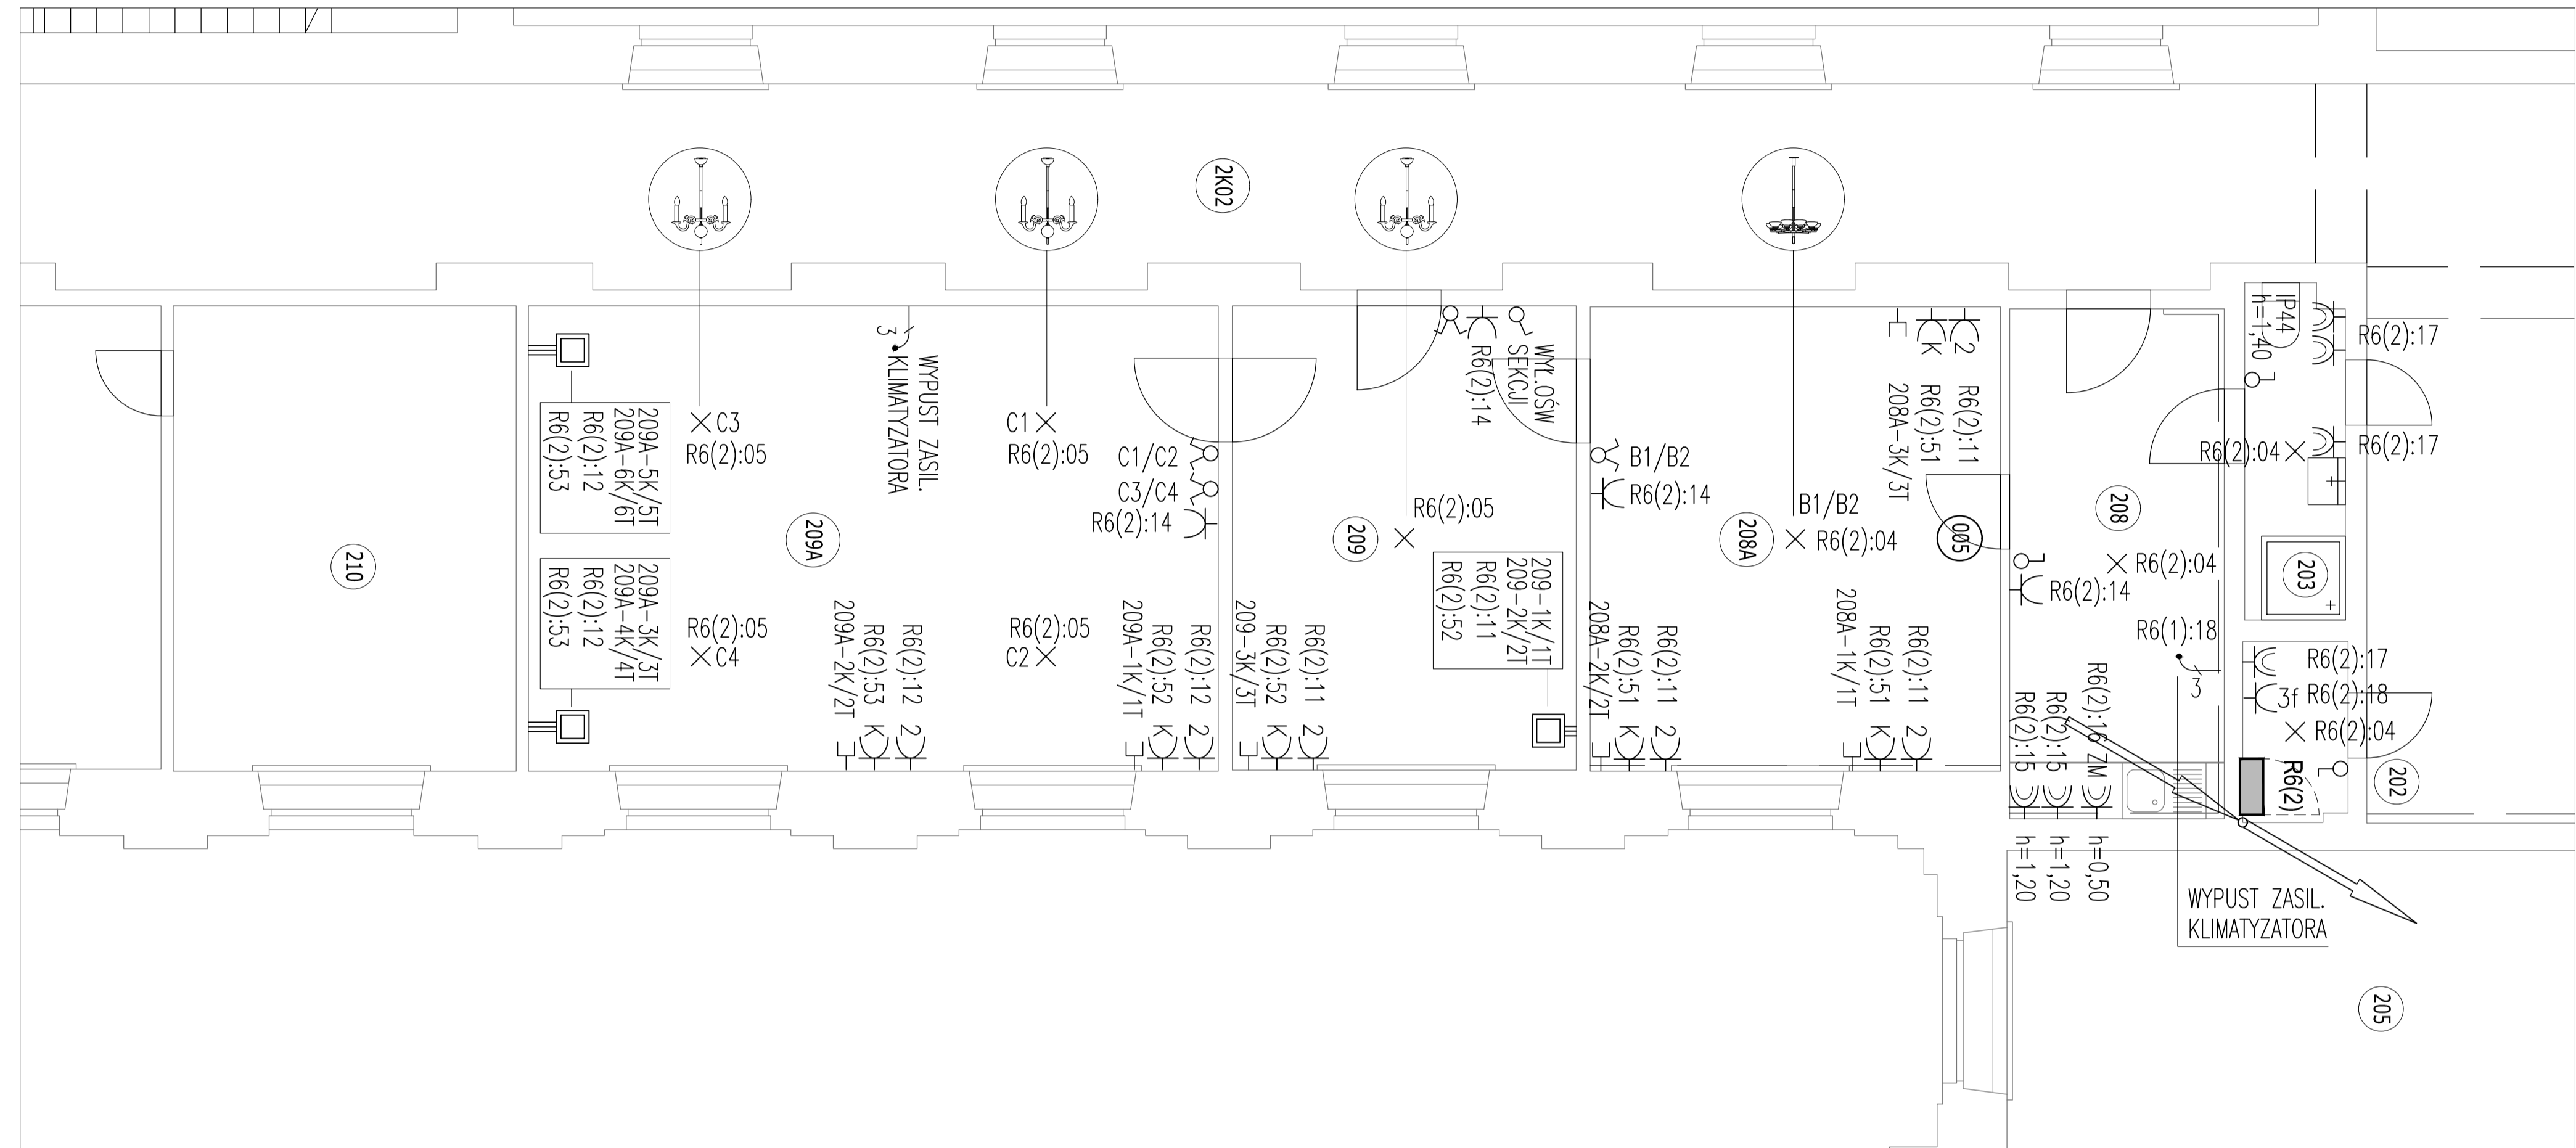 2K02
IP44
h=1,40
R6(2):17
R6(2):17
R6(2):04
203
R6(2):17
3f R6(2):18
R6(2):04
R6(2)
202
205
208
R6(2):04
R6(2):14
R6(1):18
3
R6(2):16 ZM
R6(2):15
R6(2):15
h=0,50
h=1,20
h=1,20
WYPUST ZASIL.
KLIMATYZATORA
005
2
K
R6(2):11
R6(2):51
208A-3K/3T
B1/B2
R6(2):14
B1/B2
R6(2):04
208A
R6(2):11 2
R6(2):51 K
208A-1K/1T
R6(2):11 2
R6(2):51 K
208A-2K/2T
WYŁ.OŚW
SEKCJI
R6(2):14
R6(2):05
209
209-1K/1T
209-2K/2T
R6(2):11
R6(2):52
R6(2):11 2
R6(2):52 K
209-3K/3T
WYPUST ZASIL.
KLIMATYZATORA
3
C3
R6(2):05
C1
R6(2):05
C1/C2
C3/C4
R6(2):14
209A
R6(2):05
C4
R6(2):05
C2
R6(2):12 2
R6(2):52 K
209A-1K/1T
R6(2):12 2
R6(2):53 K
209A-2K/2T
209A-5K/5T
209A-6K/6T
R6(2):12
R6(2):53
209A-3K/3T
209A-4K/4T
R6(2):12
R6(2):53
210